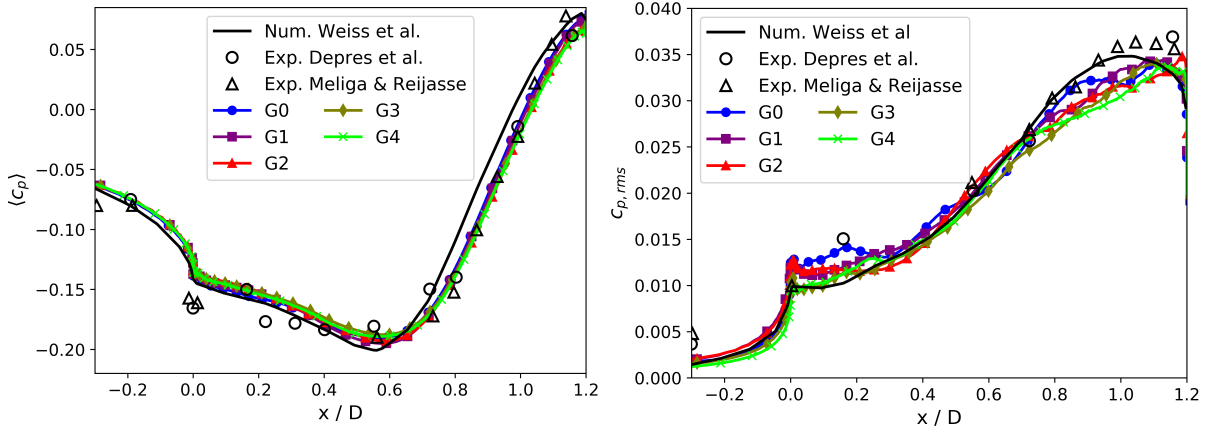 Num. Weiss et al.
Exp. Depres et al.
Exp. Meliga & Reijasse
G0
G1
G2
G3
G4
0.05
0.00
−0.05
−0.10
−0.15
−0.20
⟨c_p⟩
−0.2 0.0 0.2 0.4 0.6 0.8 1.0 1.2
x / D
Num. Weiss et al.
Exp. Depres et al.
Exp. Meliga & Reijasse
G0
G1
G2
G3
G4
0.040
0.035
0.030
0.025
0.020
0.015
0.010
0.005
0.000
c_{p,rms}
−0.2 0.0 0.2 0.4 0.6 0.8 1.0 1.2
x / D